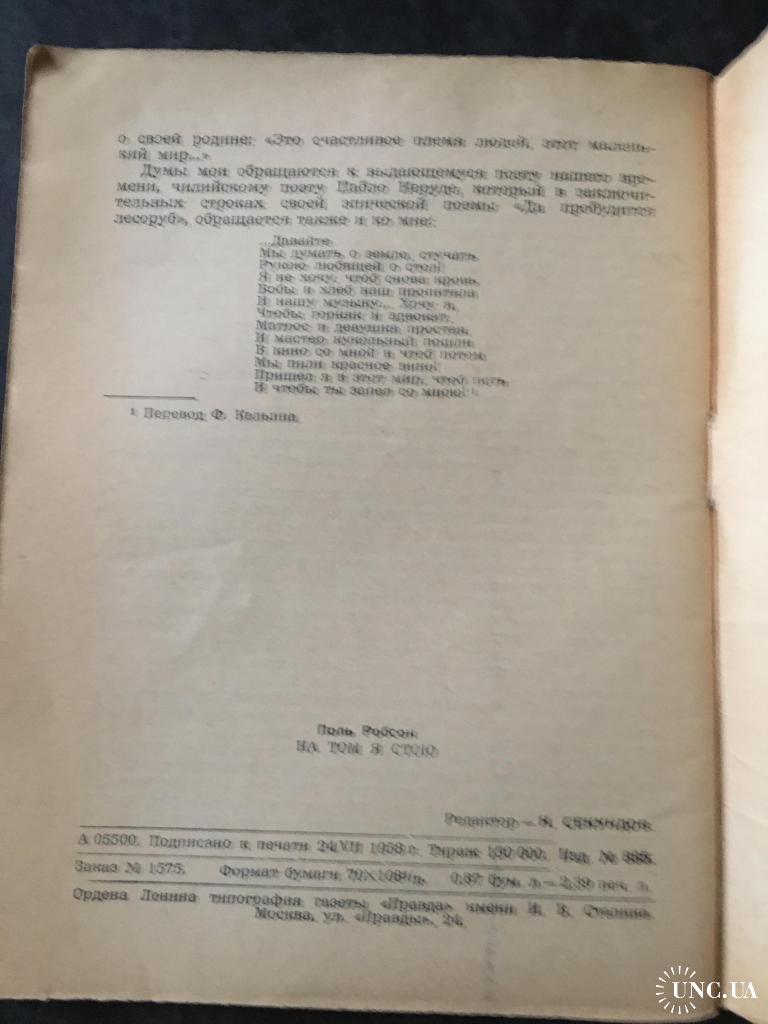 о своей родине: «Это счастливое племя людей, этот малень-
кий мир...»
Думы мои обращаются к выдающемуся поэту нашего вре-
мени, чилийскому поэту Пабло Неруде, который в заключи-
тельных строках своей эпической поэмы «Да пробудится
лесоруб», обращается также и ко мне:
...Давайте
Мы думать о земле, стучать
Рукою любящей о стол!
Я не хочу, чтоб снова кровь
Бобы и хлеб наш пропитала
И нашу музыку... Хочу я,
Чтобы горняк и адвокат,
Матрос и девушка простая,
И мастер кукольный пошли
В кино со мной и чтоб потом
Мы пили красное вино!
Пришел я в этот мир, чтоб петь
И чтобы ты запел со мною! ¹
¹ Перевод Ф. Кельина.
Поль Робсон
НА ТОМ Я СТОЮ
Редактор —
А 05500. Подписано к печати 24/VII 1958 г. Тираж 150 000. Изд. №
Заказ № 1575. Формат бумаги 70×108¹/₃₂. 0,87 бум. л.— 2,39 печ. л.
Ордена Ленина типография газеты «Правда» имени В. И. Ленина.
Москва, ул. «Правды», 24.
UNC.UA